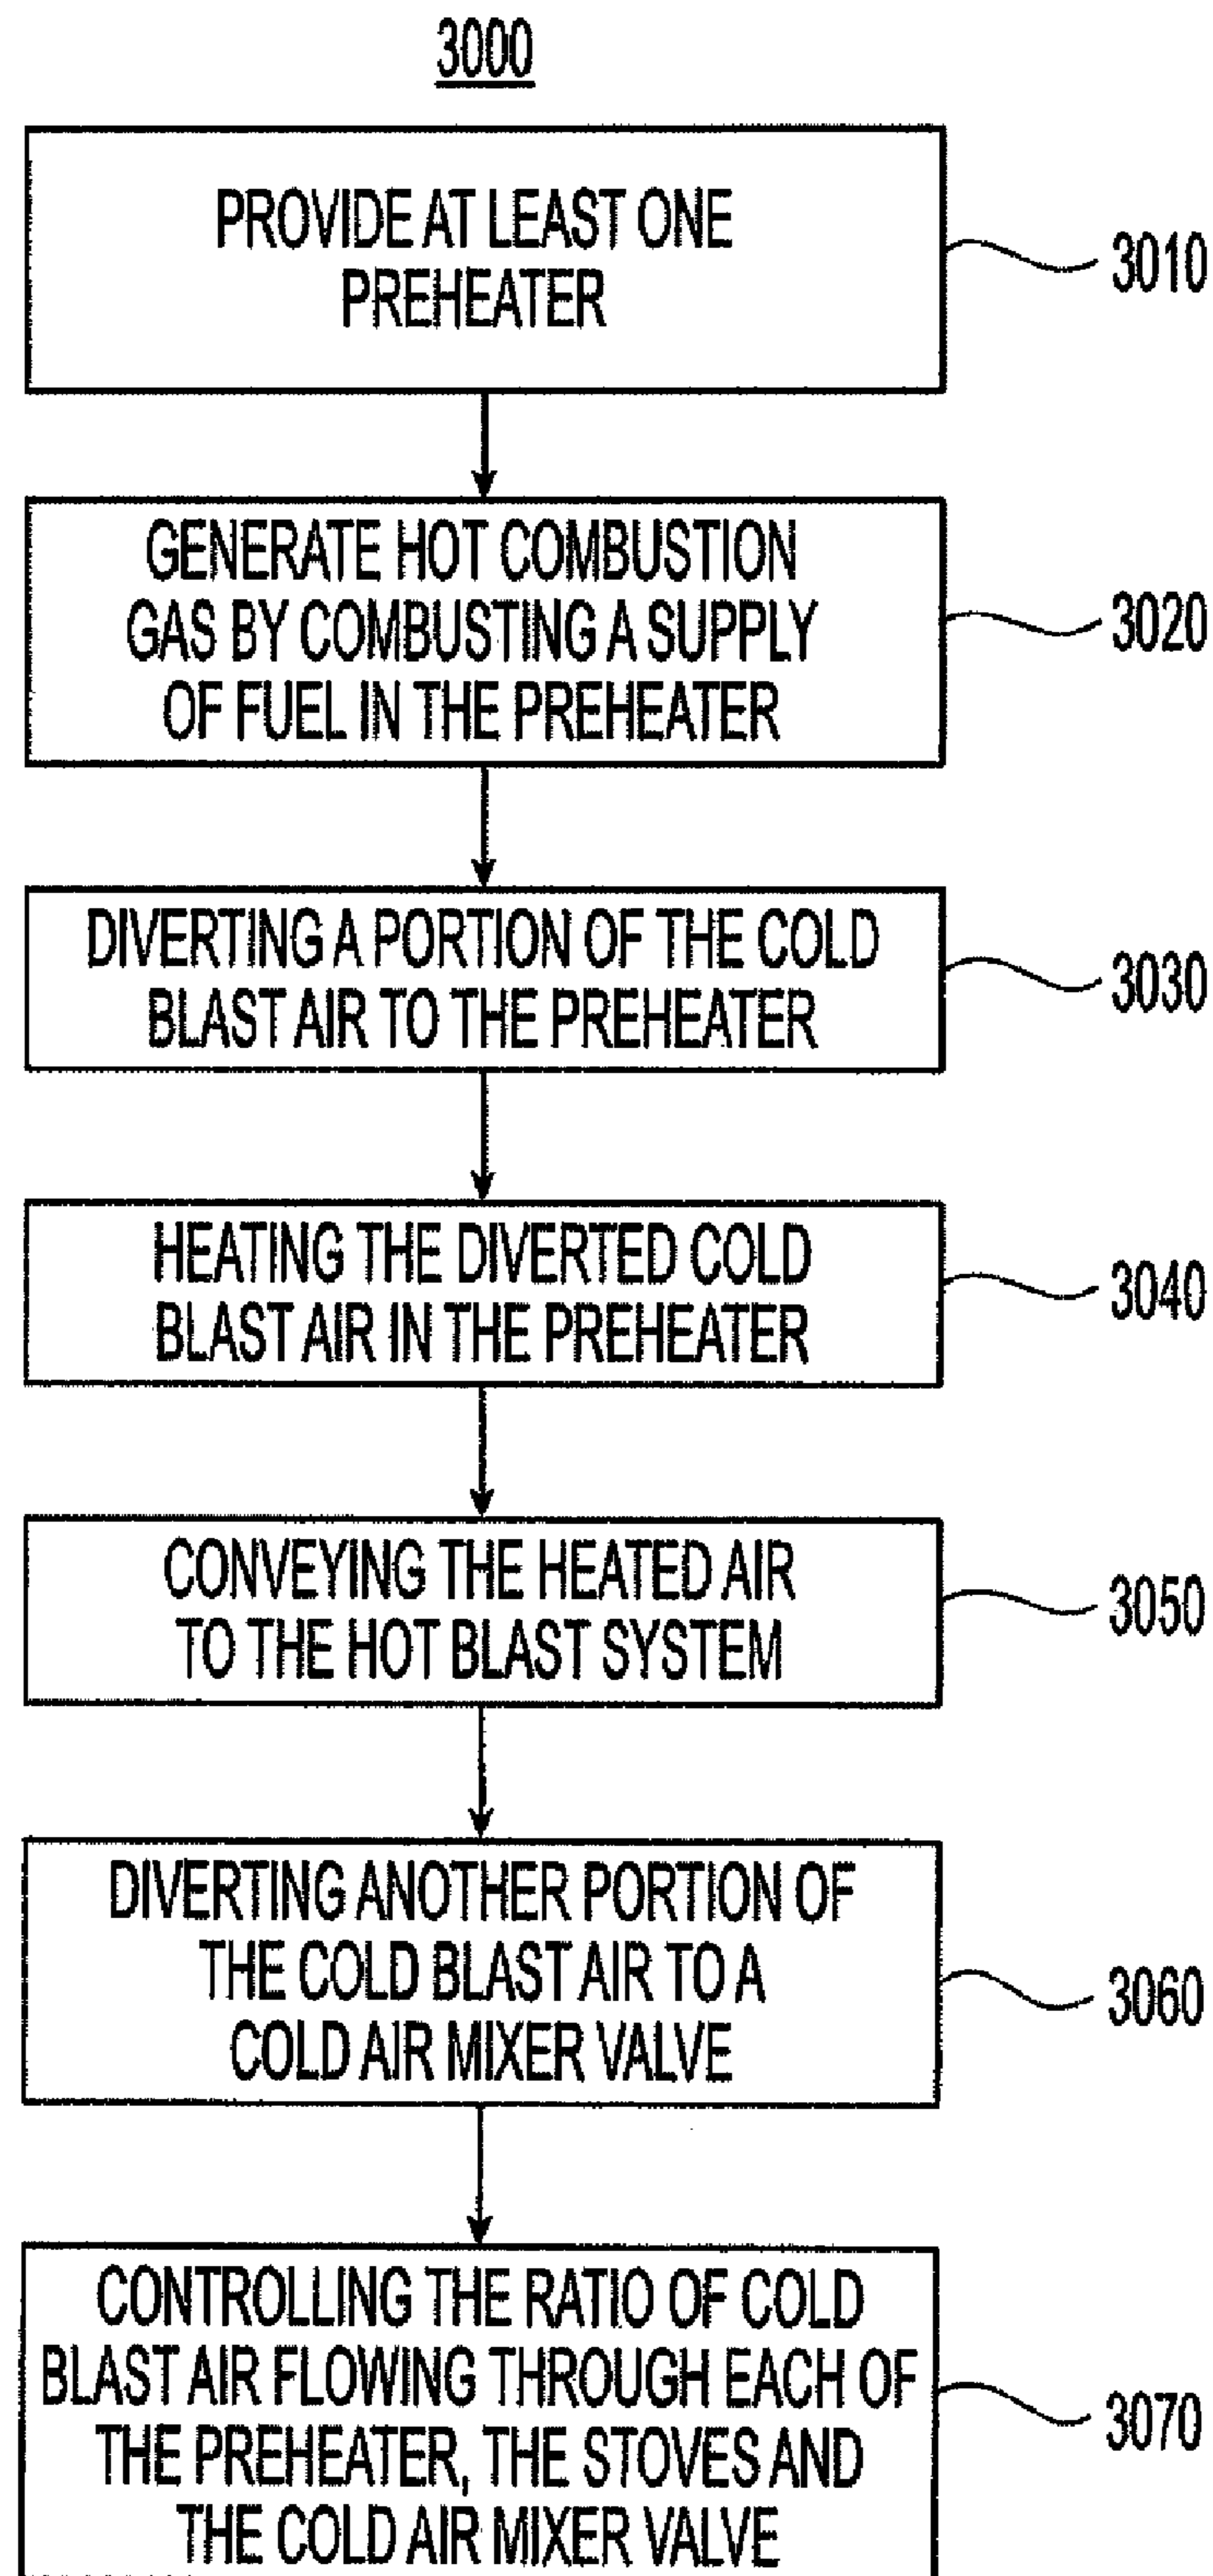 3000
PROVIDE AT LEAST ONE
PREHEATER
3010
GENERATE HOT COMBUSTION
GAS BY COMBUSTING A SUPPLY
OF FUEL IN THE PREHEATER
3020
DIVERTING A PORTION OF THE COLD
BLAST AIR TO THE PREHEATER
3030
HEATING THE DIVERTED COLD
BLAST AIR IN THE PREHEATER
3040
CONVEYING THE HEATED AIR
TO THE HOT BLAST SYSTEM
3050
DIVERTING ANOTHER PORTION OF
THE COLD BLAST AIR TO A
COLD AIR MIXER VALVE
3060
CONTROLLING THE RATIO OF COLD
BLAST AIR FLOWING THROUGH EACH OF
THE PREHEATER, THE STOVES AND
THE COLD AIR MIXER VALVE
3070